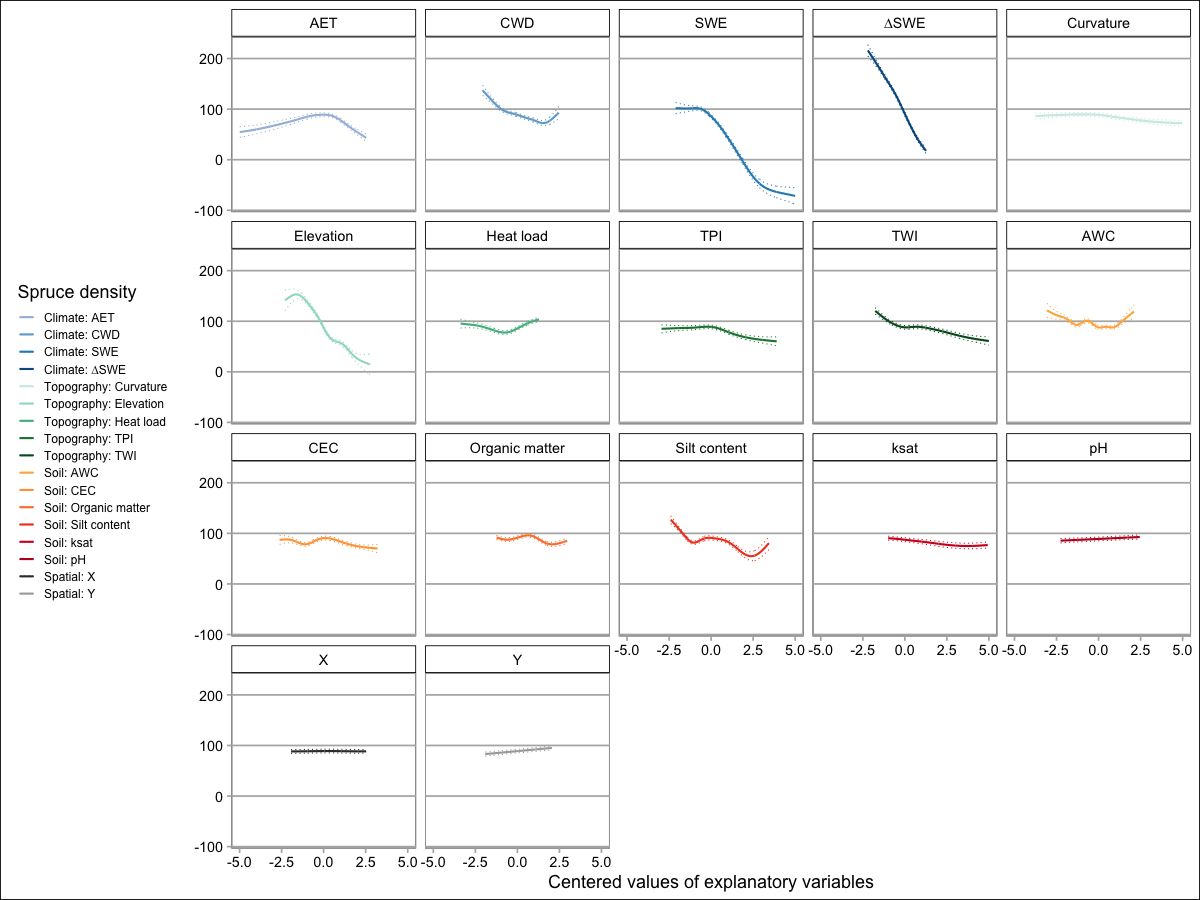 AET CWD SWE ΔSWE Curvature
200
100
0
-100
Elevation Heat load TPI TWI AWC
200
100
0
-100
Spruce density
Climate: AET
Climate: CWD
Climate: SWE
Climate: ΔSWE
Topography: Curvature
Topography: Elevation
Topography: Heat load
Topography: TPI
Topography: TWI
Soil: AWC
Soil: CEC
Soil: Organic matter
Soil: Silt content
Soil: ksat
Soil: pH
Spatial: X
Spatial: Y
CEC Organic matter Silt content ksat pH
200
100
0
-100
-5.0 -2.5 0.0 2.5 5.0 -5.0 -2.5 0.0 2.5 5.0 -5.0 -2.5 0.0 2.5 5.0
X Y
200
100
0
-100
-5.0 -2.5 0.0 2.5 5.0 -5.0 -2.5 0.0 2.5 5.0
Centered values of explanatory variables